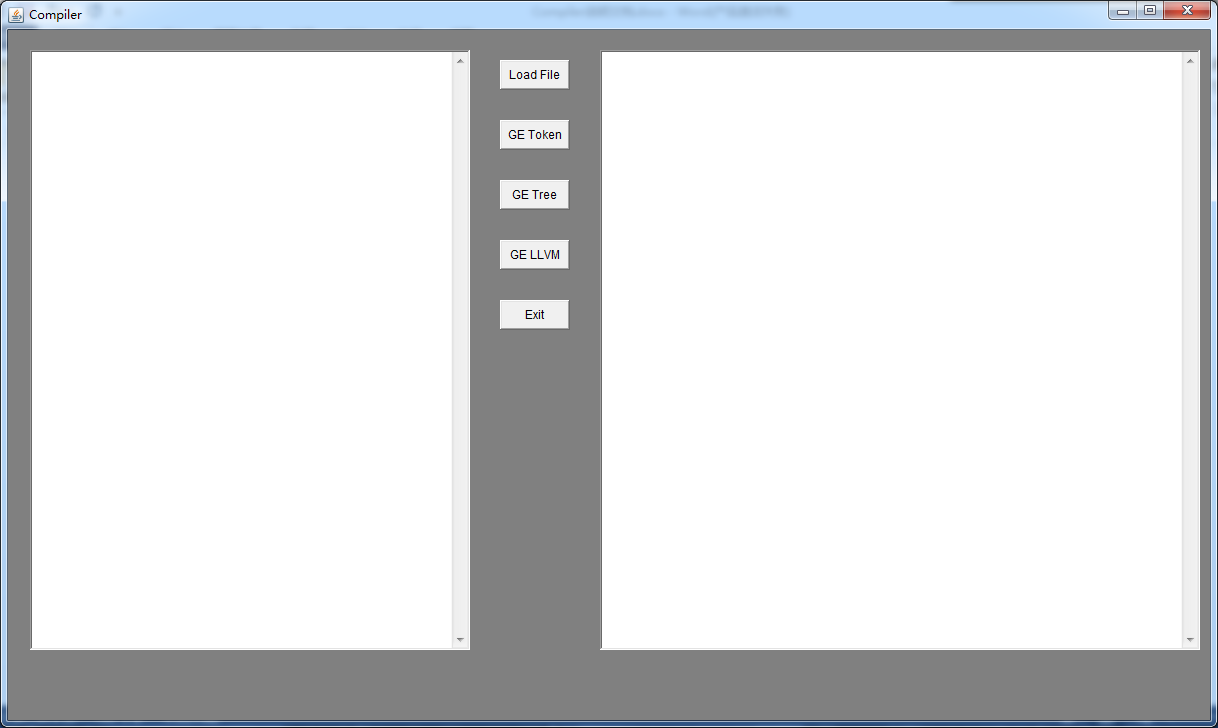 Compiler
Load File
GE Token
GE Tree
GE LLVM
Exit